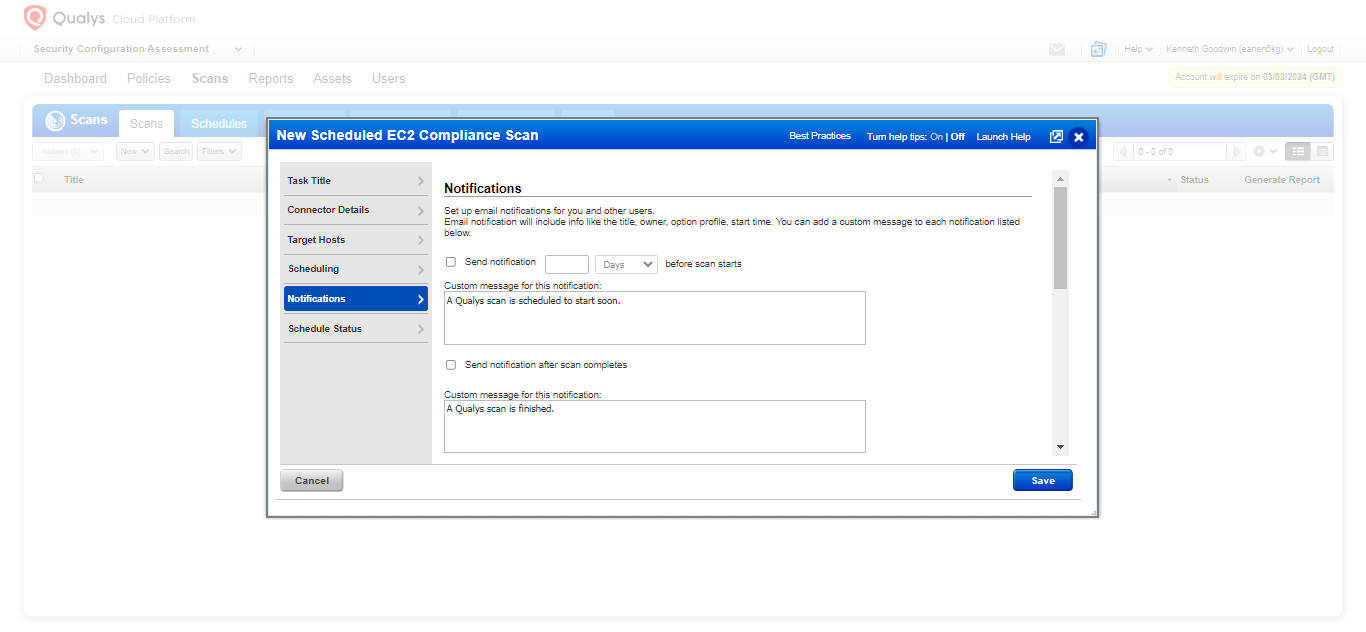 Qualys. Cloud Platform
Security Configuration Assessment
Help
Kenneth Goodwin (eanen6kg)
Logout
Dashboard
Policies
Scans
Reports
Assets
Users
Account will expire on 03/03/2024 (GMT)
Scans
Scans
Schedules
Actions (0)
New
Search
Filters
0 - 0 of 0
Title
Status
Generate Report
New Scheduled EC2 Compliance Scan
Best Practices
Turn help tips: On | Off
Launch Help
Task Title
Connector Details
Target Hosts
Scheduling
Notifications
Schedule Status
Notifications
Set up email notifications for you and other users.
Email notification will include info like the title, owner, option profile, start time. You can add a custom message to each notification listed
below.
Send notification
Days
before scan starts
Custom message for this notification:
A Qualys scan is scheduled to start soon.
Send notification after scan completes
Custom message for this notification:
A Qualys scan is finished.
Cancel
Save